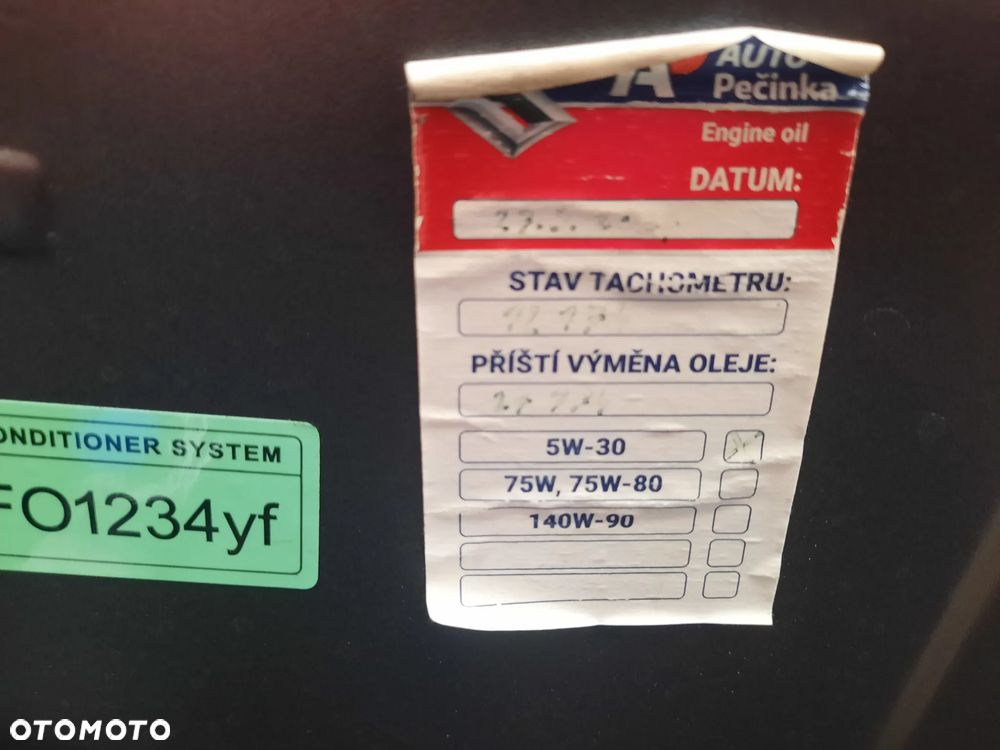 AUTO
Pečinka
Engine oil
DATUM:
STAV TACHOMETRU:
PŘÍŠTÍ VÝMĚNA OLEJE:
5W-30
75W, 75W-80
140W-90
ONDITIONER SYSTEM
FO1234yf
OTOMOTO